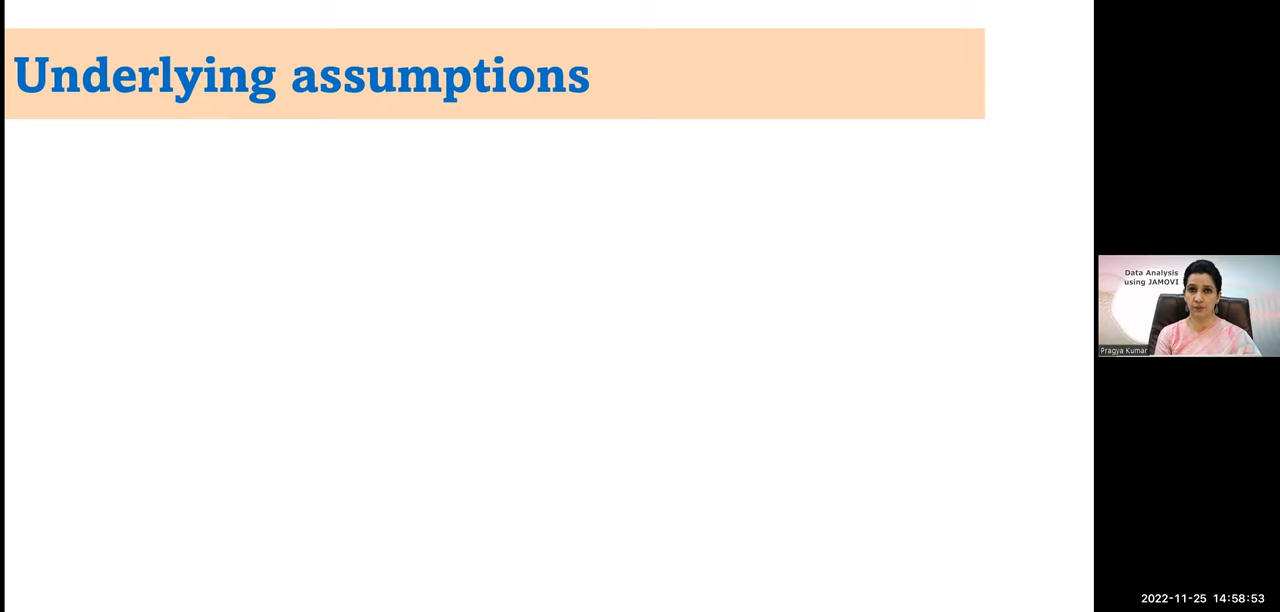 Underlying assumptions
Data Analysis
using JAMOVI
Pragya Kumar
2022-11-25 14:58:53